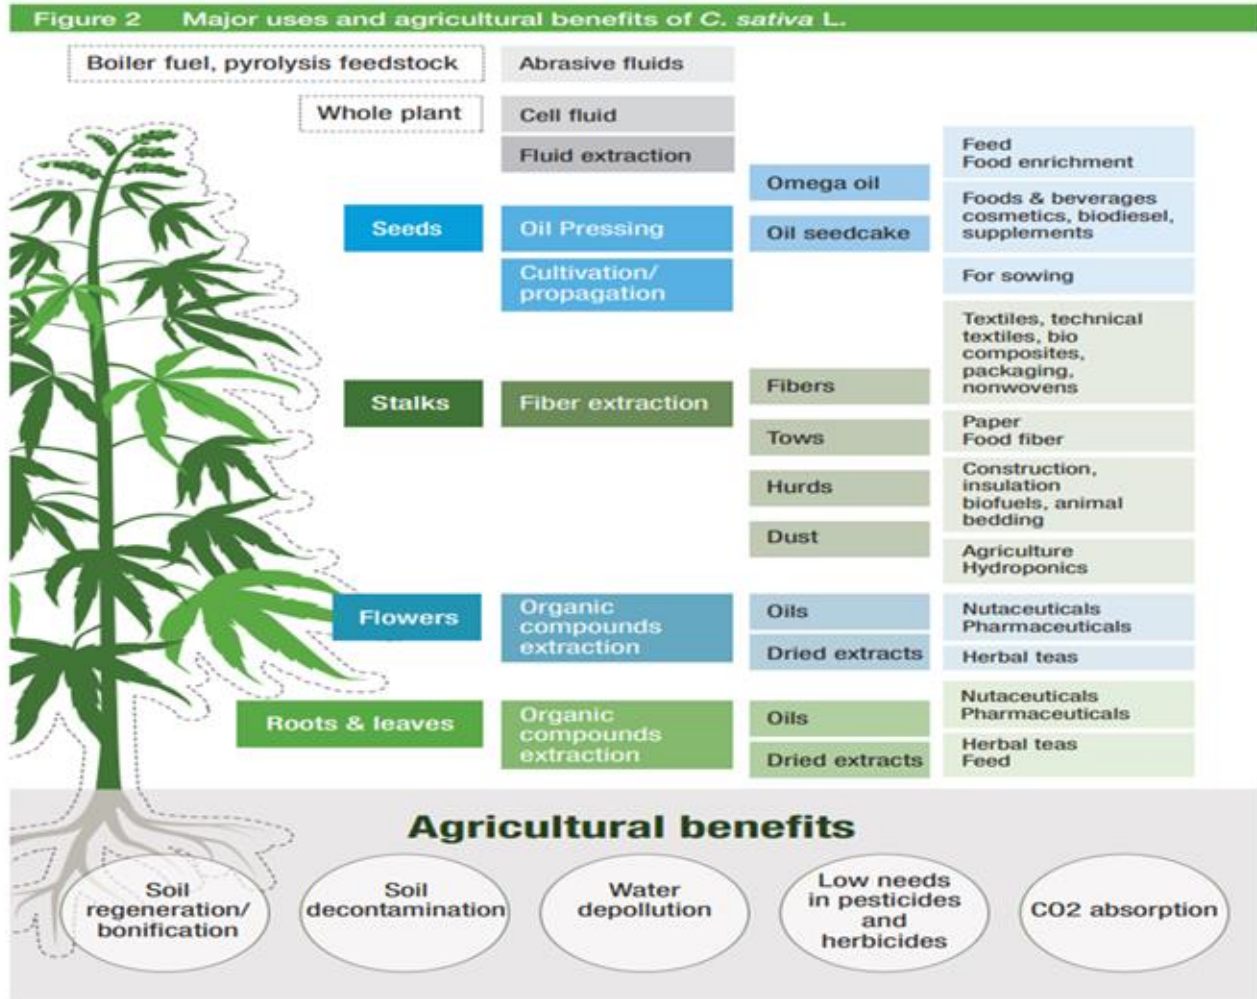 Figure 2 Major uses and agricultural benefits of C. sativa L.
Boiler fuel, pyrolysis feedstock
Abrasive fluids
Whole plant
Cell fluid
Fluid extraction
Seeds
Oil Pressing
Cultivation/
propagation
Omega oil
Oil seedcake
Feed
Food enrichment
Foods & beverages
cosmetics, biodiesel,
supplements
For sowing
Stalks
Fiber extraction
Fibers
Tows
Hurds
Dust
Textiles, technical
textiles, bio
composites,
packaging,
nonwovens
Paper
Food fiber
Construction,
insulation
biofuels, animal
bedding
Agriculture
Hydroponics
Flowers
Organic
compounds
extraction
Oils
Dried extracts
Nutaceuticals
Pharmaceuticals
Herbal teas
Roots & leaves
Organic
compounds
extraction
Oils
Dried extracts
Nutaceuticals
Pharmaceuticals
Herbal teas
Feed
Agricultural benefits
Soil
regeneration/
bonification
Soil
decontamination
Water
depollution
Low needs
in pesticides
and
herbicides
CO2 absorption